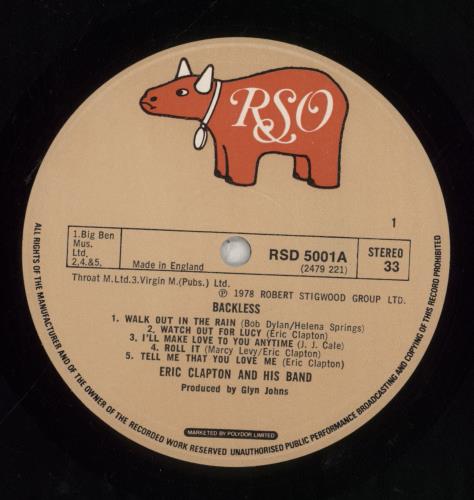 RSO
1
1.Big Ben
Mus.
Ltd.
2,4,&5.
Made in England
RSD 5001A
(2479 221)
STEREO
33
Throat M.Ltd.3.Virgin M.(Pubs.) Ltd.
℗ 1978 ROBERT STIGWOOD GROUP LTD.
BACKLESS
1. WALK OUT IN THE RAIN (Bob Dylan/Helena Springs)
2. WATCH OUT FOR LUCY (Eric Clapton)
3. I'LL MAKE LOVE TO YOU ANYTIME (J. J. Cale)
4. ROLL IT (Marcy Levy/Eric Clapton)
5. TELL ME THAT YOU LOVE ME (Eric Clapton)
ERIC CLAPTON AND HIS BAND
Produced by Glyn Johns
MARKETED BY POLYDOR LIMITED
ALL RIGHTS OF THE MANUFACTURER AND OF THE OWNER OF THE RECORDED WORK RESERVED UNAUTHORISED PUBLIC PERFORMANCE BROADCASTING AND COPYING OF THIS RECORD PROHIBITED